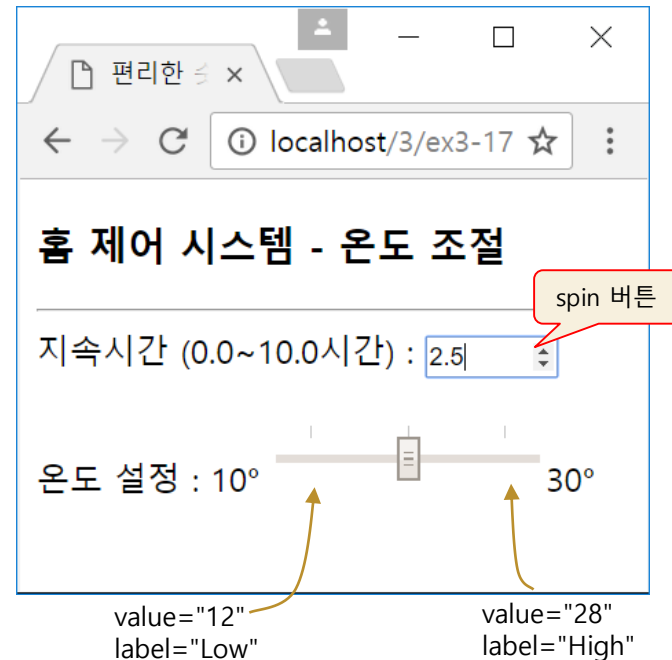 편리한
localhost/3/ex3-17
홈 제어 시스템 - 온도 조절
spin 버튼
지속시간 (0.0~10.0시간) : 2.5
온도 설정 : 10º 30º
value="12"
label="Low"
value="28"
label="High"